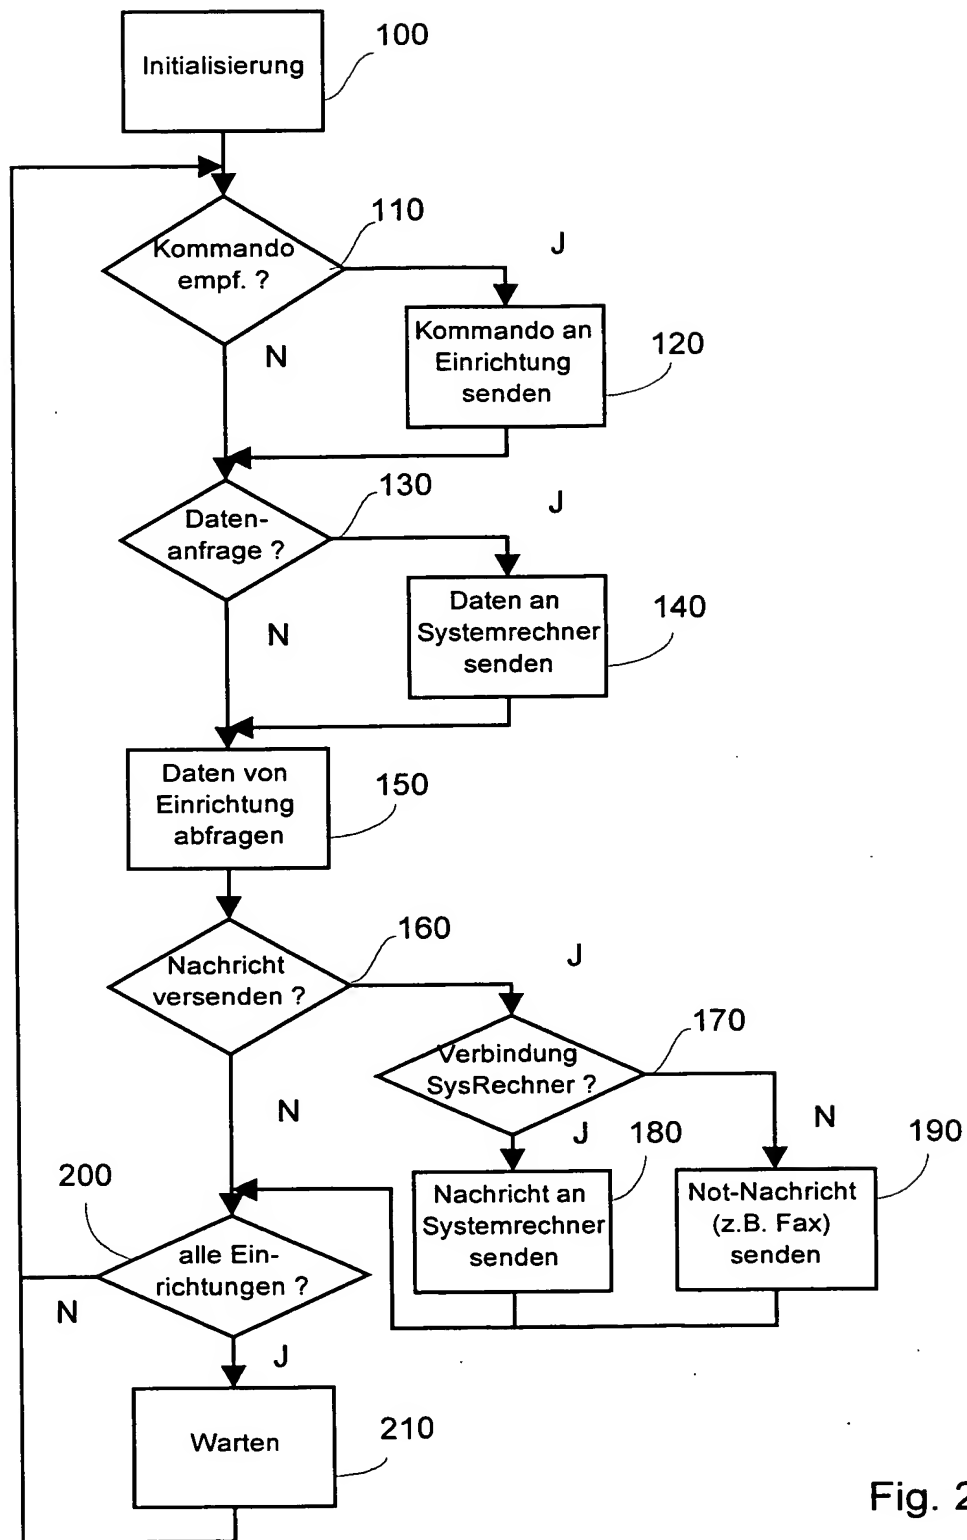 Initialisierung
100
Kommando
empf. ?
110
J
N
Kommando an
Einrichtung
senden
120
Daten-
anfrage ?
130
J
N
Daten an
Systemrechner
senden
140
Daten von
Einrichtung
abfragen
150
Nachricht
versenden ?
160
J
N
Verbindung
SysRechner ?
170
J
N
Nachricht an
Systemrechner
senden
180
Not-Nachricht
(z.B. Fax)
senden
190
200
alle Ein-
richtungen ?
N
J
Warten
210
Fig. 2